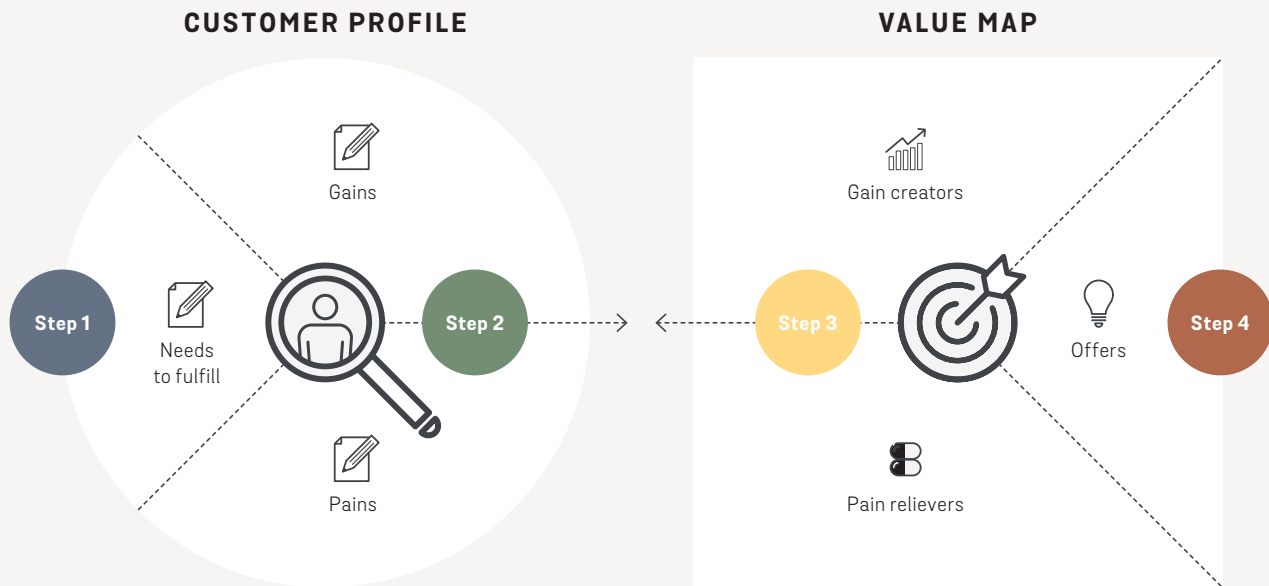 CUSTOMER PROFILE
VALUE MAP
Gains
Gain creators
Step 1
Needs
to fulfill
Step 2
Step 3
Offers
Step 4
Pains
Pain relievers